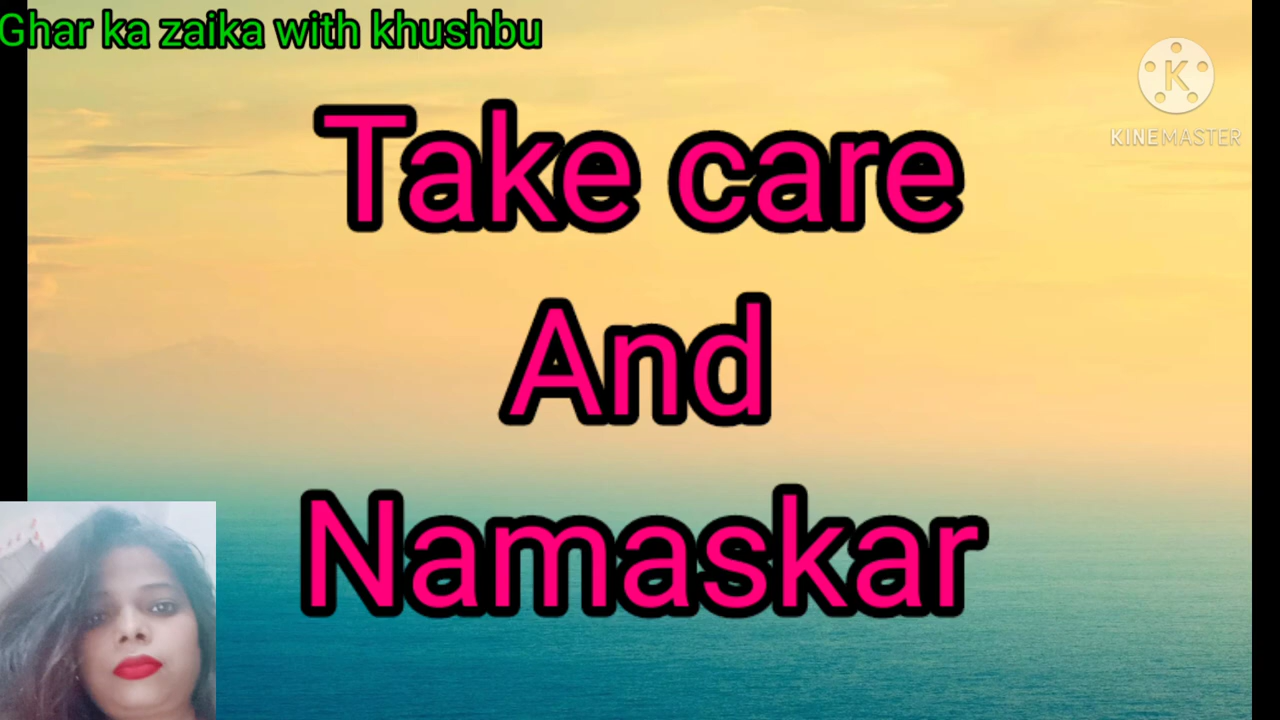 Ghar ka zaika with khushbu
K
KINEMASTER
Take care
And
Namaskar